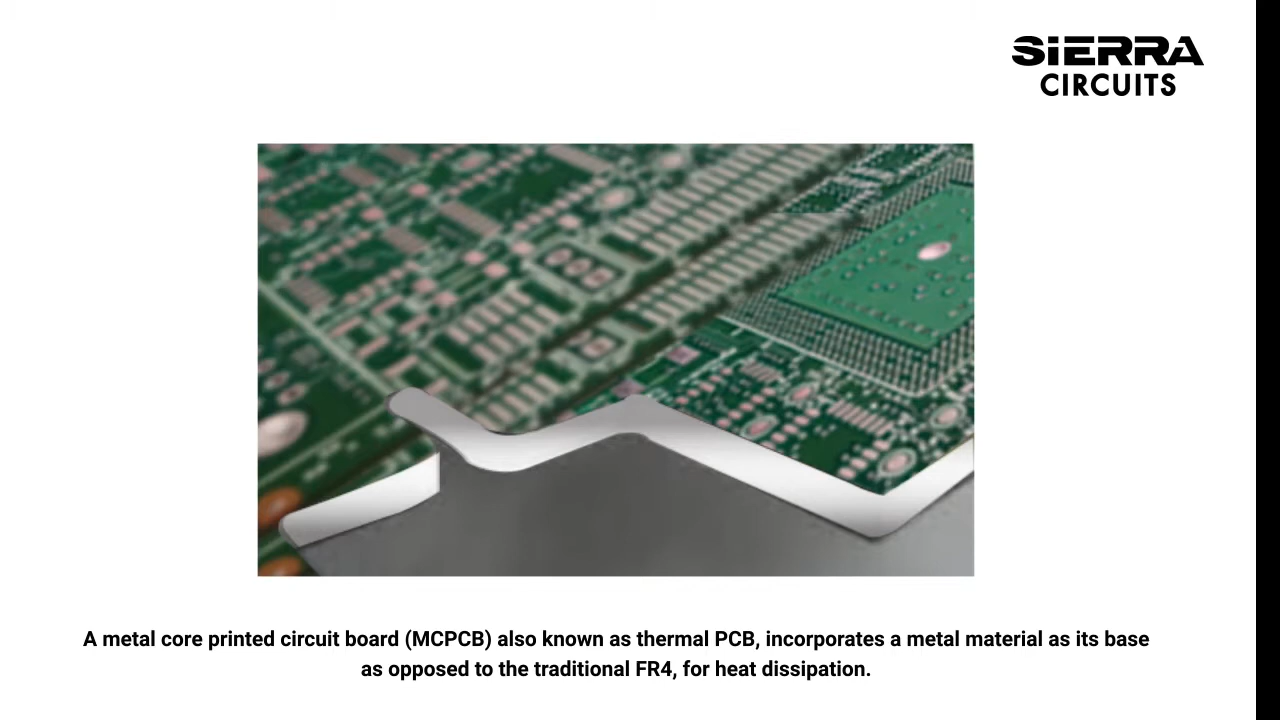 SIERRA
CIRCUITS
A metal core printed circuit board (MCPCB) also known as thermal PCB, incorporates a metal material as its base
as opposed to the traditional FR4, for heat dissipation.